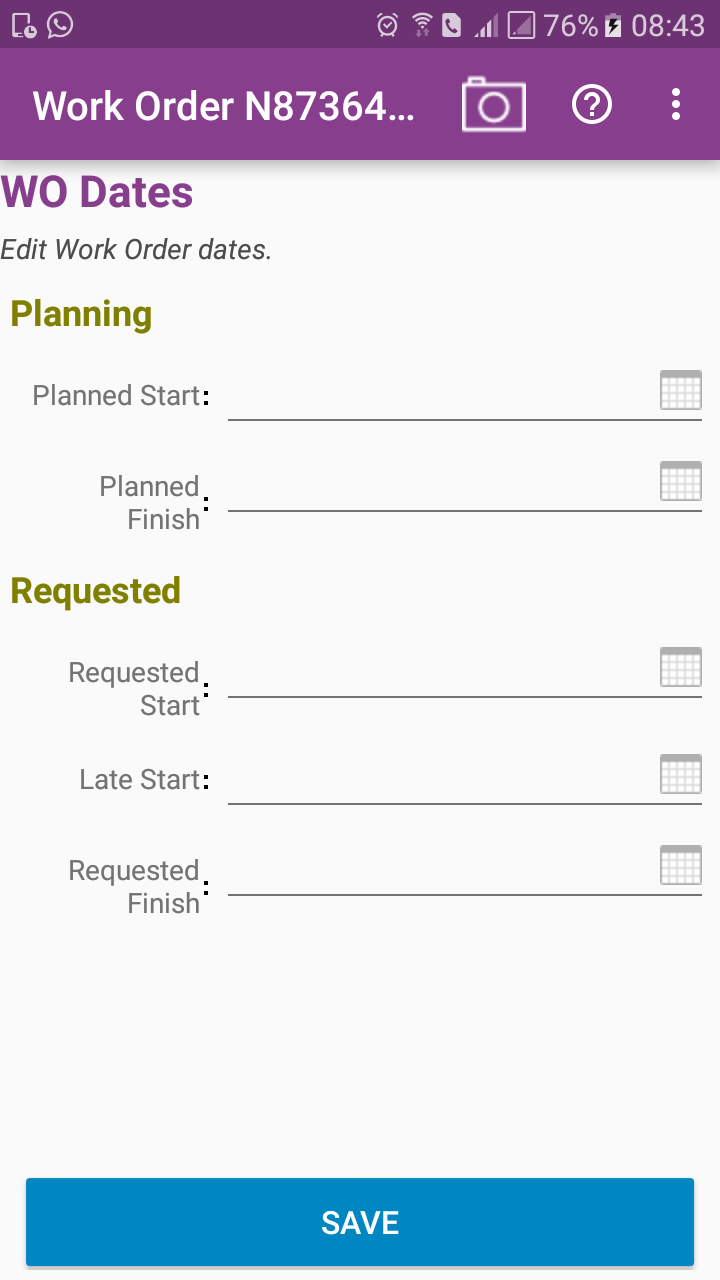 76% 08:43
Work Order N87364...
WO Dates
Edit Work Order dates.
Planning
Planned Start:
Planned
Finish:
Requested
Requested
Start:
Late Start:
Requested
Finish:
SAVE